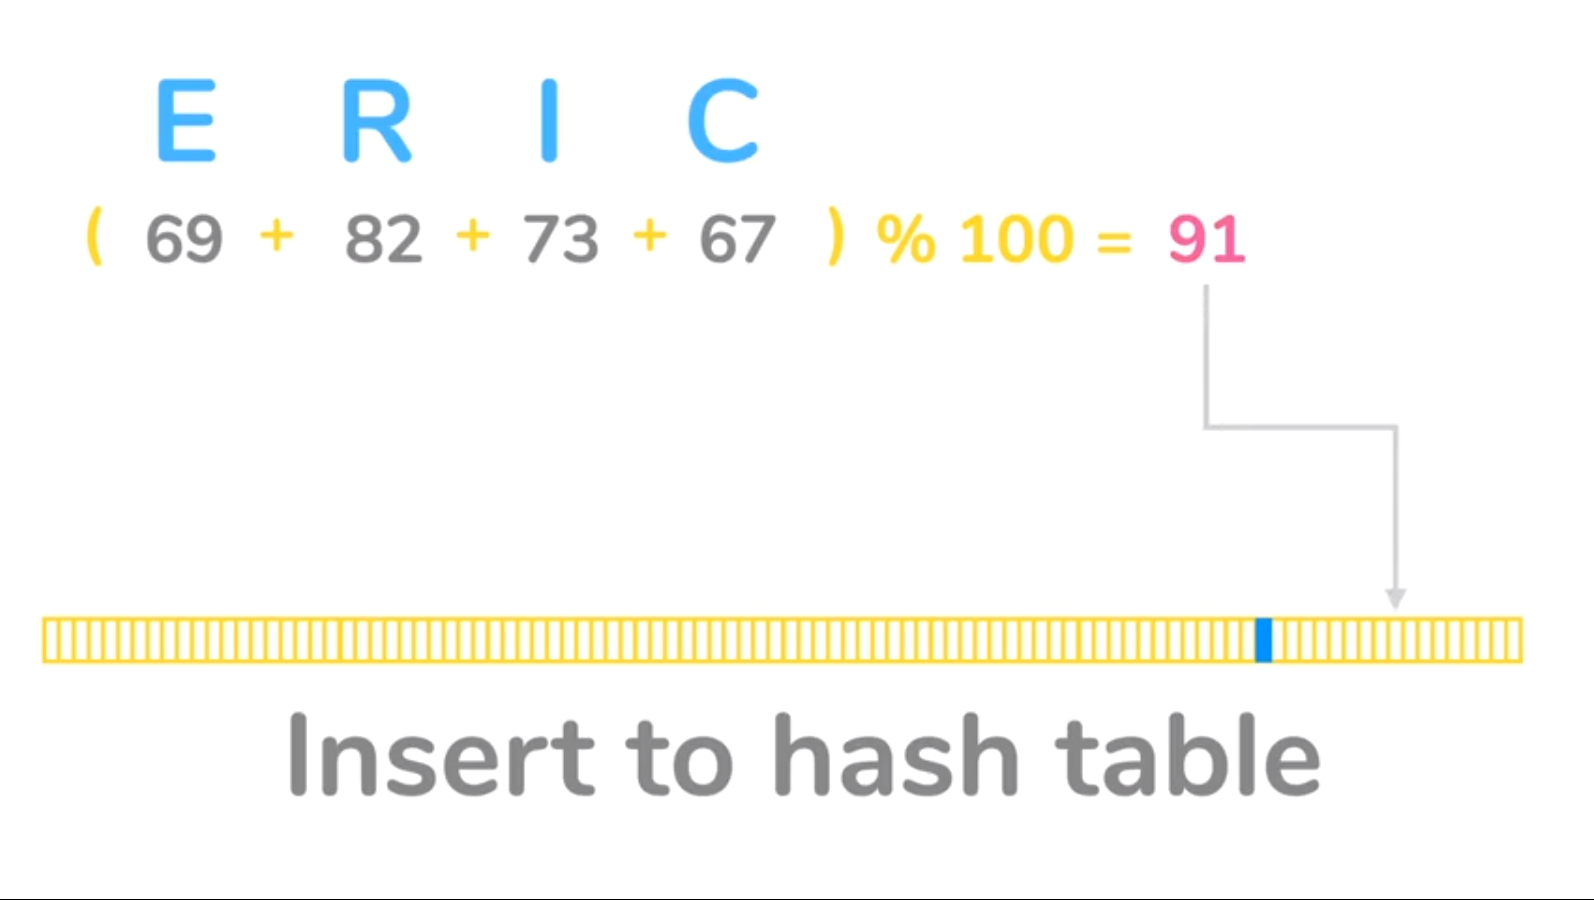 E R I C
( 69 + 82 + 73 + 67 ) % 100 = 91
Insert to hash table